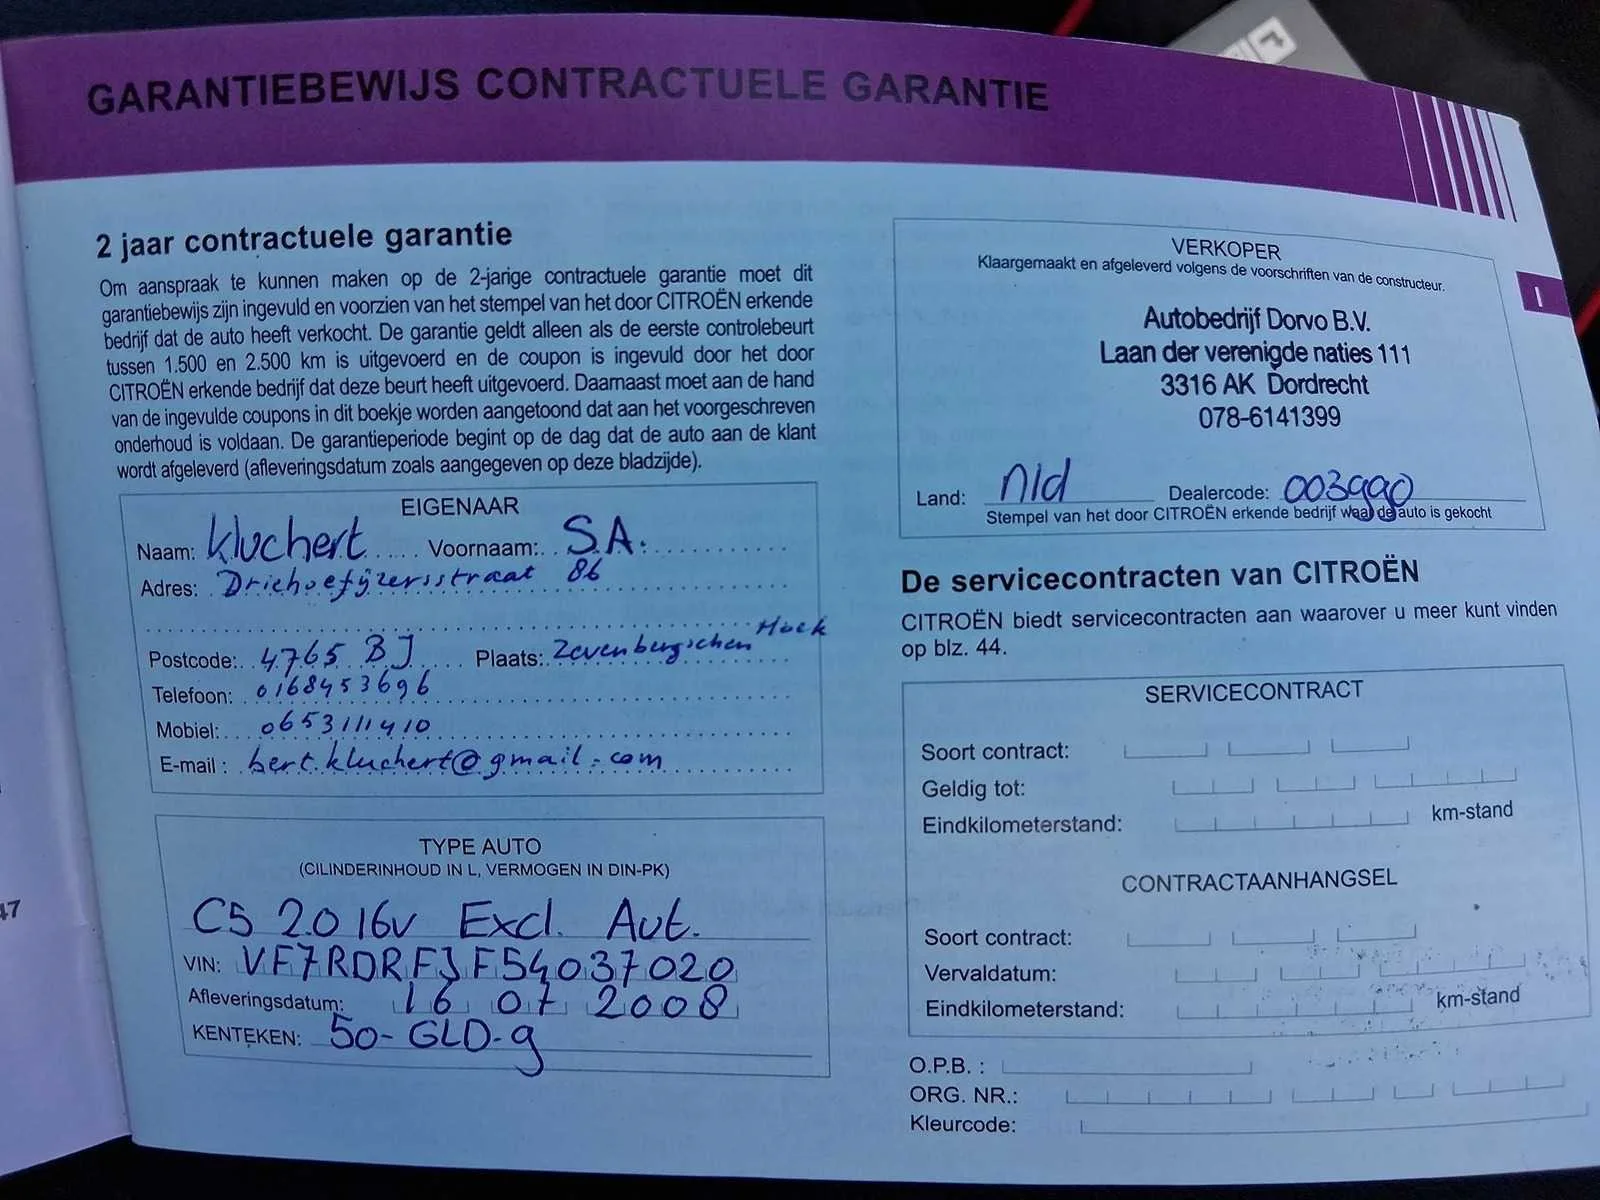 GARANTIEBEWIJS CONTRACTUELE GARANTIE
2 jaar contractuele garantie
Om aanspraak te kunnen maken op de 2-jarige contractuele garantie moet dit
garantiebewijs zijn ingevuld en voorzien van het stempel van het door CITROËN erkende
bedrijf dat de auto heeft verkocht. De garantie geldt alleen als de eerste controlebeurt
tussen 1.500 en 2.500 km is uitgevoerd en de coupon is ingevuld door het door
CITROËN erkende bedrijf dat deze beurt heeft uitgevoerd. Daarnaast moet aan de hand
van de ingevulde coupons in dit boekje worden aangetoond dat aan het voorgeschreven
onderhoud is voldaan. De garantieperiode begint op de dag dat de auto aan de klant
wordt afgeleverd (afleveringsdatum zoals aangegeven op deze bladzijde).
EIGENAAR
Naam: Kluchert Voornaam: S.A.
Adres: Driehoefijzersstraat 86
Postcode: 4765 BJ Plaats: Zevenbergschen Hoek
Telefoon: 0168453696
Mobiel: 0653111410
E-mail: bert.kluchert@gmail.com
TYPE AUTO
(CILINDERINHOUD IN L, VERMOGEN IN DIN-PK)
C5 2.0 16v Excl. Aut.
VIN: VF7RDRFJF54037020
Afleveringsdatum: 16 07 2008
KENTEKEN: 50-GLD-g
47
VERKOPER
Klaargemaakt en afgeleverd volgens de voorschriften van de constructeur.
Autobedrijf Dorvo B.V.
Laan der verenigde naties 111
3316 AK Dordrecht
078-6141399
Land: nld Dealercode: 003990
Stempel van het door CITROËN erkende bedrijf waar de auto is gekocht
I
De servicecontracten van CITROËN
CITROËN biedt servicecontracten aan waarover u meer kunt vinden
op blz. 44.
SERVICECONTRACT
Soort contract:
Geldig tot:
Eindkilometerstand: km-stand
CONTRACTAANHANGSEL
Soort contract:
Vervaldatum:
Eindkilometerstand: km-stand
O.P.B. :
ORG. NR.:
Kleurcode: